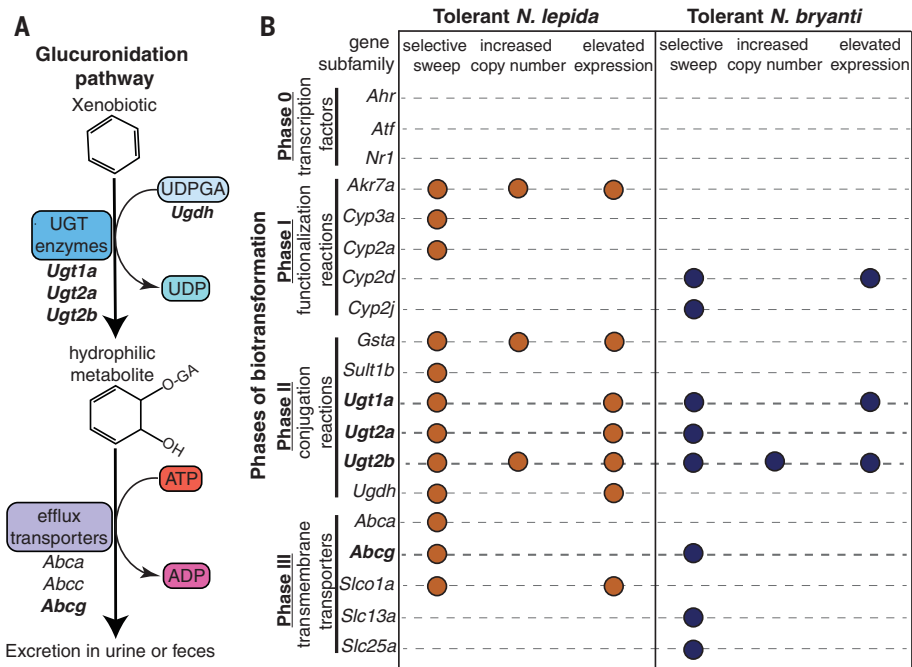 A
Glucuronidation
pathway
Xenobiotic
UDPGA
Ugdh
UGT
enzymes
Ugt1a
Ugt2a
Ugt2b
UDP
hydrophilic
metabolite
O-GA
OH
ATP
efflux
transporters
Abca
Abcc
Abcg
ADP
Excretion in urine or feces
B
Tolerant N. lepida
Tolerant N. bryanti
gene
subfamily
selective
sweep
increased
copy number
elevated
expression
selective
sweep
increased
copy number
elevated
expression
Phases of biotransformation
Phase 0
transcription
factors
Ahr
Atf
Nr1
Phase I
functionalization
reactions
Akr7a
Cyp3a
Cyp2a
Cyp2d
Cyp2j
Phase II
conjugation
reactions
Gsta
Sult1b
Ugt1a
Ugt2a
Ugt2b
Ugdh
Phase III
transmembrane
transporters
Abca
Abcg
Slco1a
Slc13a
Slc25a